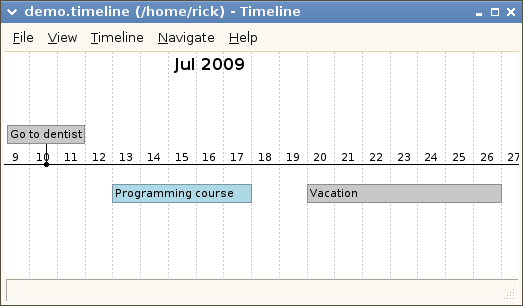 demo.timeline (/home/rick) - Timeline
File View Timeline Navigate Help
Jul 2009
Go to dentist
9 10 11 12 13 14 15 16 17 18 19 20 21 22 23 24 25 26 27
Programming course Vacation